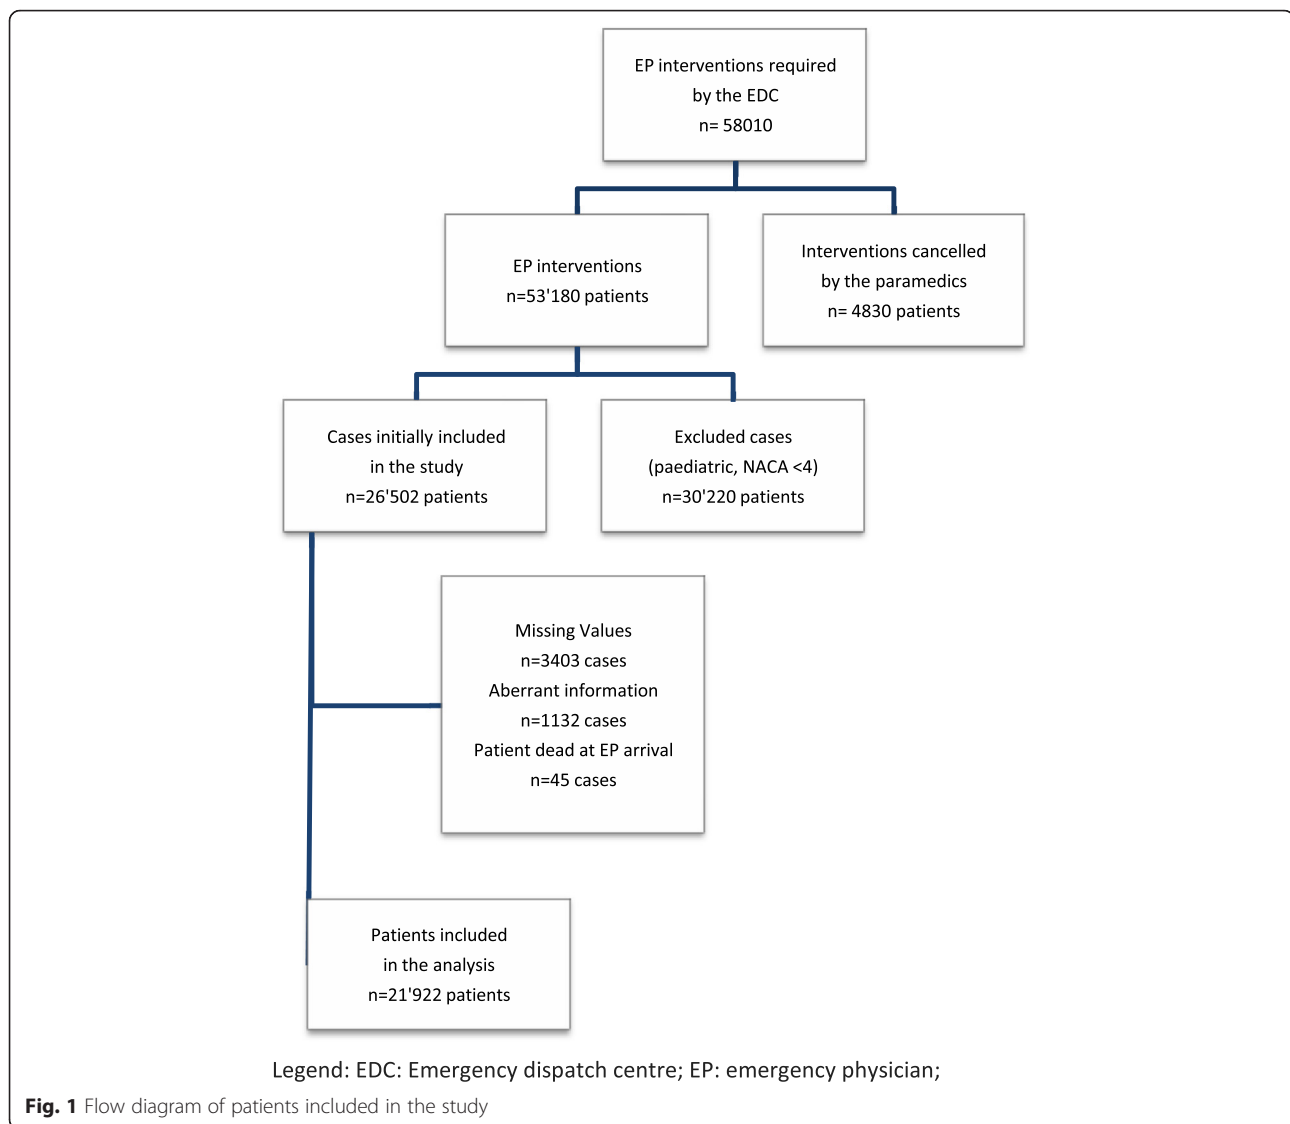 EP interventions required
by the EDC
n= 58010
EP interventions
n=53'180 patients
Interventions cancelled
by the paramedics
n= 4830 patients
Cases initially included
in the study
n=26'502 patients
Excluded cases
(paediatric, NACA <4)
n=30'220 patients
Missing Values
n=3403 cases
Aberrant information
n=1132 cases
Patient dead at EP arrival
n=45 cases
Patients included
in the analysis
n=21'922 patients
Legend: EDC: Emergency dispatch centre; EP: emergency physician;
Fig. 1 Flow diagram of patients included in the study